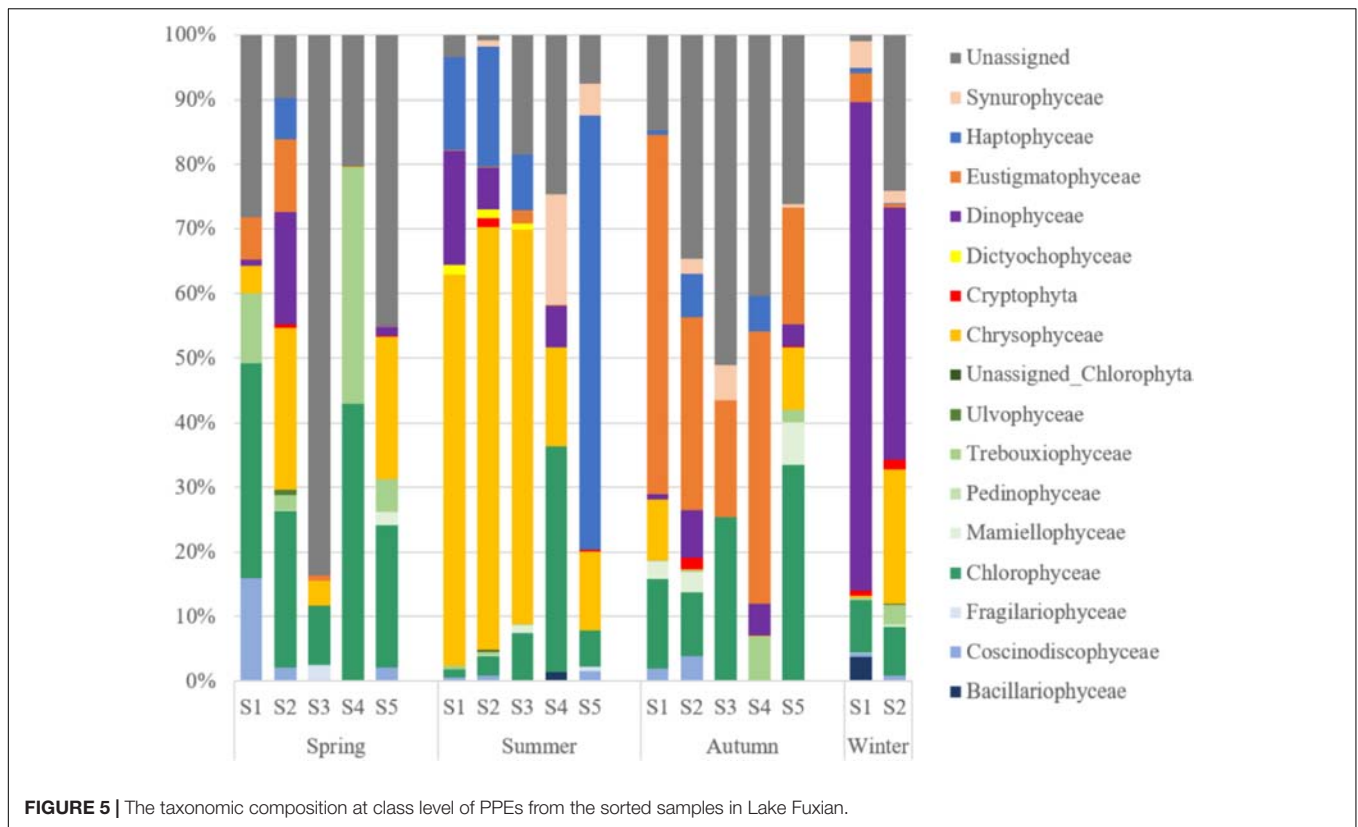 100%
90%
80%
70%
60%
50%
40%
30%
20%
10%
0%
S1 S2 S3 S4 S5 S1 S2 S3 S4 S5 S1 S2 S3 S4 S5 S1 S2
Spring Summer Autumn Winter
Unassigned
Synurophyceae
Haptophyceae
Eustigmatophyceae
Dinophyceae
Dictyochophyceae
Cryptophyta
Chrysophyceae
Unassigned_Chlorophyta
Ulvophyceae
Trebouxiophyceae
Pedinophyceae
Mamiellophyceae
Chlorophyceae
Fragilariophyceae
Coscinodiscophyceae
Bacillariophyceae
FIGURE 5 | The taxonomic composition at class level of PPEs from the sorted samples in Lake Fuxian.